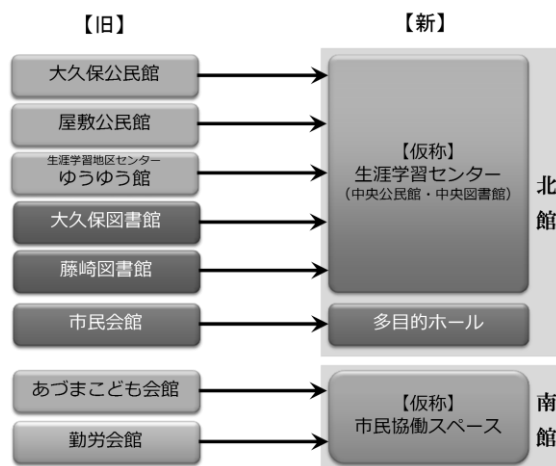 【旧】
【新】
大久保公民館
屋敷公民館
生涯学習地区センター
ゆうゆう館
大久保図書館
藤崎図書館
市民会館
あづまこども会館
勤労会館
【仮称】
生涯学習センター
（中央公民館・中央図書館）
多目的ホール
北館
【仮称】
市民協働スペース
南館